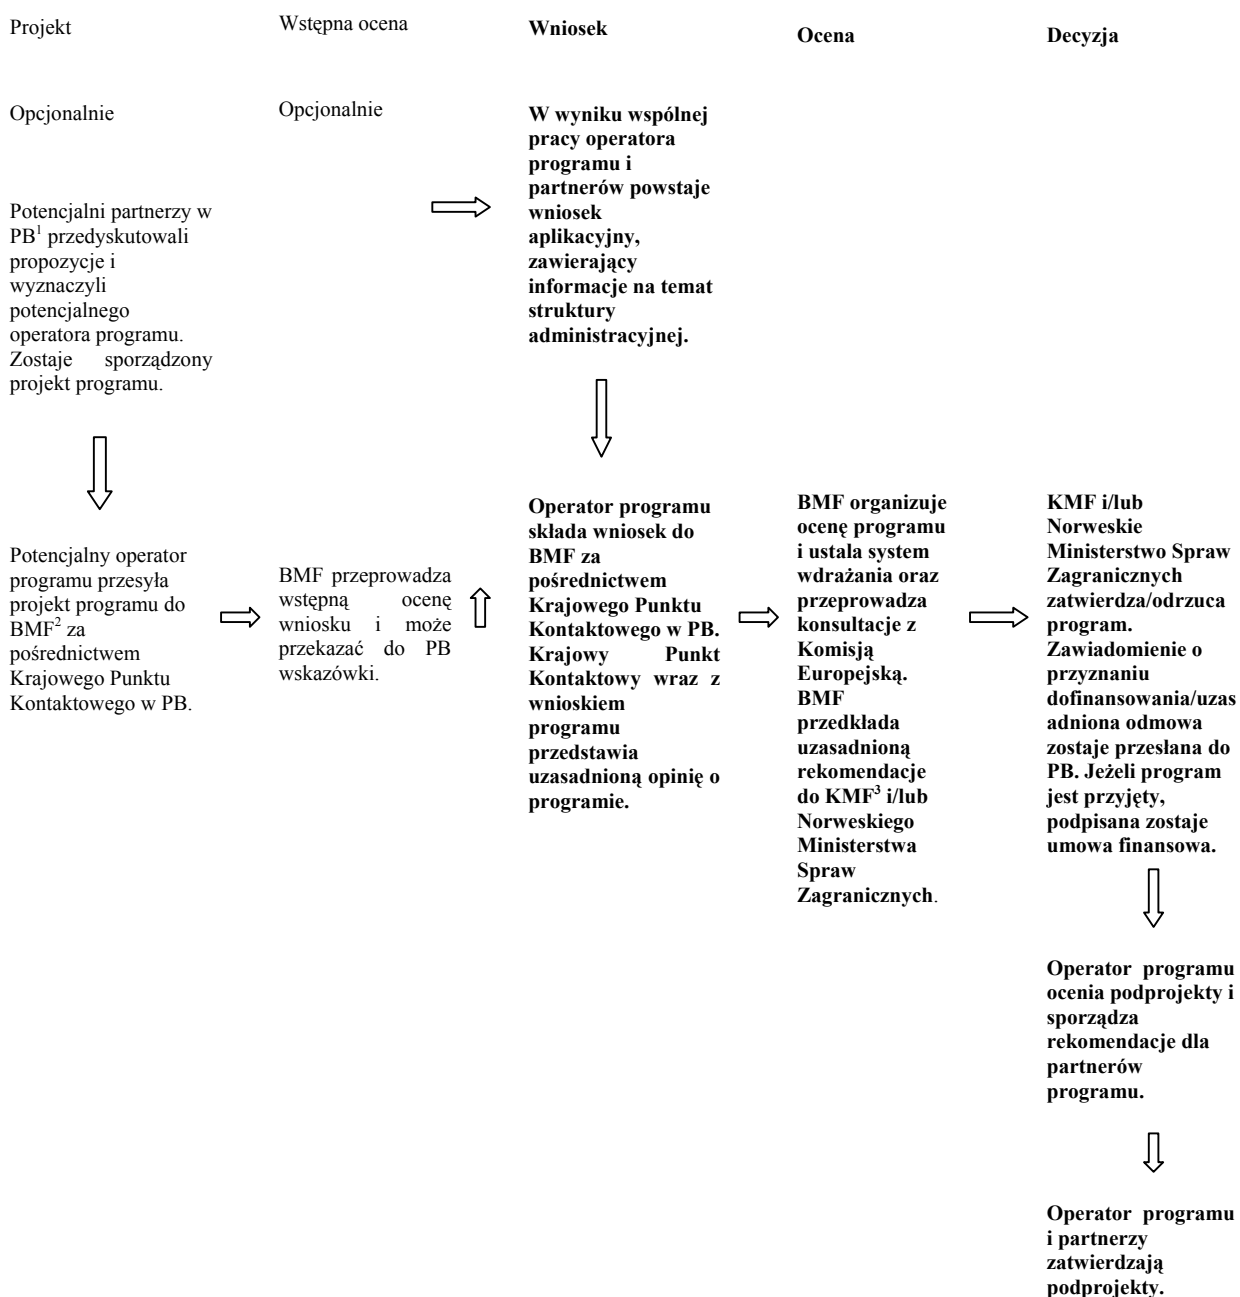 Projekt
Opcjonalnie
Potencjalni partnerzy w
PB¹ przedyskutowali
propozycje i
wyznaczyli
potencjalnego
operatora programu.
Zostaje sporządzony
projekt programu.
Potencjalny operator
programu przesyła
projekt programu do
BMF² za
pośrednictwem
Krajowego Punktu
Kontaktowego w PB.
Wstępna ocena
Opcjonalnie
BMF przeprowadza
wstępną ocenę
wniosku i może
przekazać do PB
wskazówki.
Wniosek
W wyniku wspólnej
pracy operatora
programu i
partnerów powstaje
wniosek
aplikacyjny,
zawierający
informacje na temat
struktury
administracyjnej.
Operator programu
składa wniosek do
BMF za
pośrednictwem
Krajowego Punktu
Kontaktowego w PB.
Krajowy Punkt
Kontaktowy wraz z
wnioskiem
programu
przedstawia
uzasadnioną opinię o
programie.
Ocena
BMF organizuje
ocenę programu
i ustala system
wdrażania oraz
przeprowadza
konsultacje z
Komisją
Europejską.
BMF
przedkłada
uzasadnioną
rekomendacje
do KMF³ i/lub
Norweskiego
Ministerstwa
Spraw
Zagranicznych.
Decyzja
KMF i/lub
Norweskie
Ministerstwo Spraw
Zagranicznych
zatwierdza/odrzuca
program.
Zawiadomienie o
przyznaniu
dofinansowania/uzas
adniona odmowa
zostaje przesłana do
PB. Jeżeli program
jest przyjęty,
podpisana zostaje
umowa finansowa.
Operator programu
ocenia podprojekty i
sporządza
rekomendacje dla
partnerów
programu.
Operator programu
i partnerzy
zatwierdzają
podprojekty.